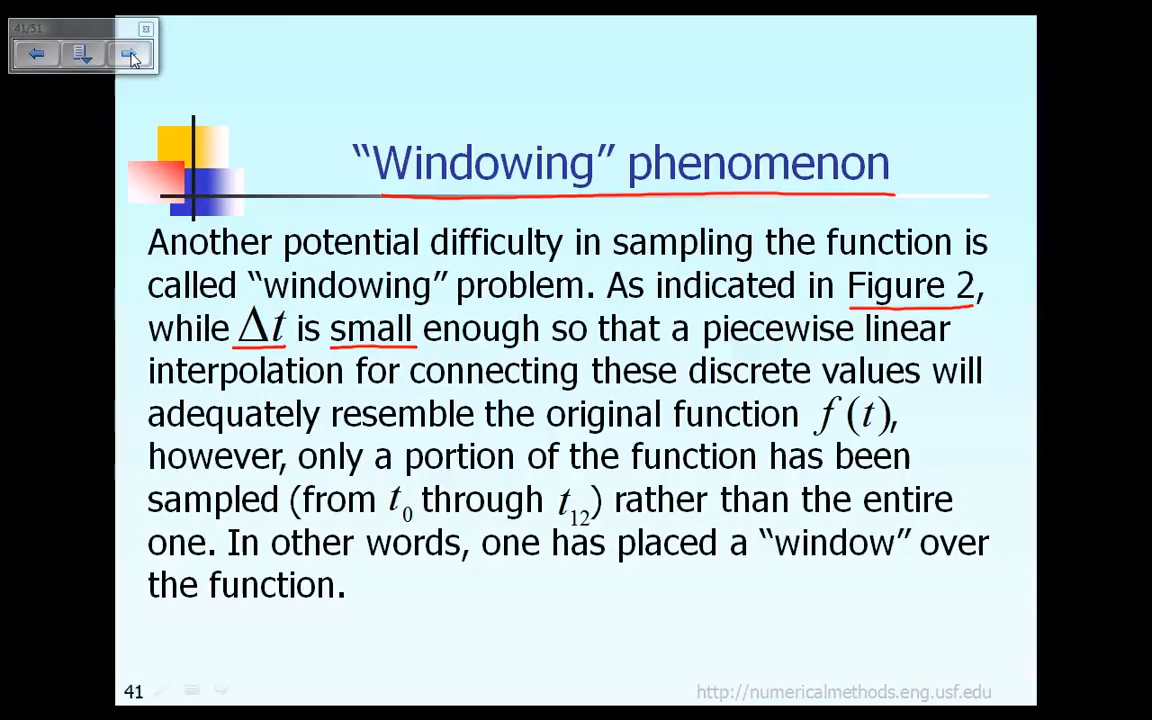 41/51
“Windowing” phenomenon
Another potential difficulty in sampling the function is
called “windowing” problem. As indicated in Figure 2,
while Δt is small enough so that a piecewise linear
interpolation for connecting these discrete values will
adequately resemble the original function f(t),
however, only a portion of the function has been
sampled (from t₀ through t₁₂) rather than the entire
one. In other words, one has placed a “window” over
the function.
41
http://numericalmethods.eng.usf.edu